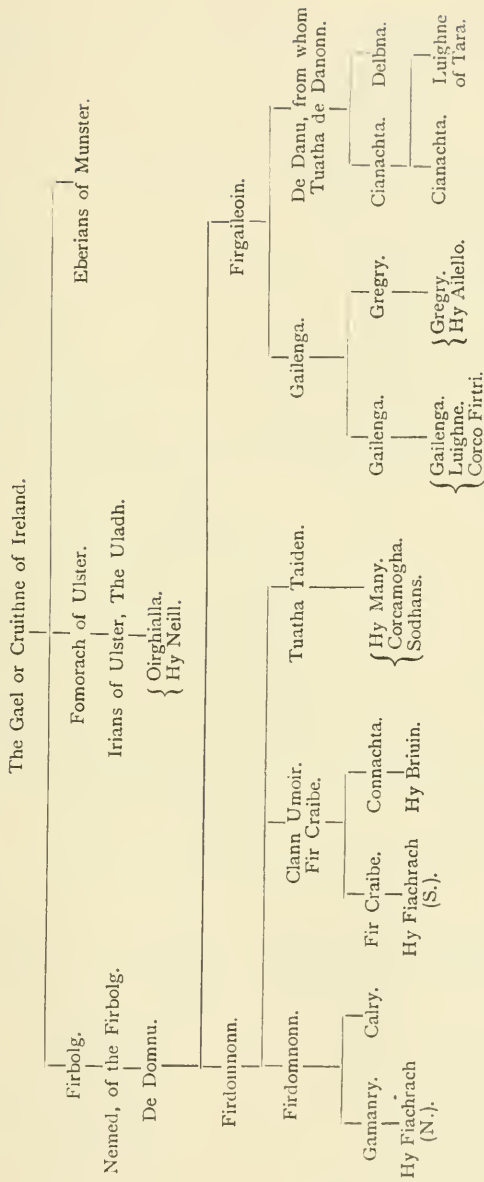 The Gael or Cruithne of Ireland.
Firbolg. Fomorach of Ulster. Eberians of Munster.
Nemed, of the Firbolg. Irians of Ulster, The Uladh.
De Domnu. { Oirghialla.
Hy Neill.
Firdomnonn. Firgaileoin.
Firdomnonn. Clann Umoir. Tuatha Taiden. Gailenga. De Danu, from whom
Fir Craibe. Tuatha de Danonn.
Gamanry. Calry. Fir Craibe. Connachta. { Hy Many. Gailenga. Gregry. Cianachta. Delbna.
Corcamogha.
Sodhans.
Hy Fiachrach Hy Fiachrach Hy Briuin. { Gailenga. { Gregry. Cianachta. Luighne
(N.). (S.). Luighne. Hy Ailello. of Tara.
Corco Firtri.